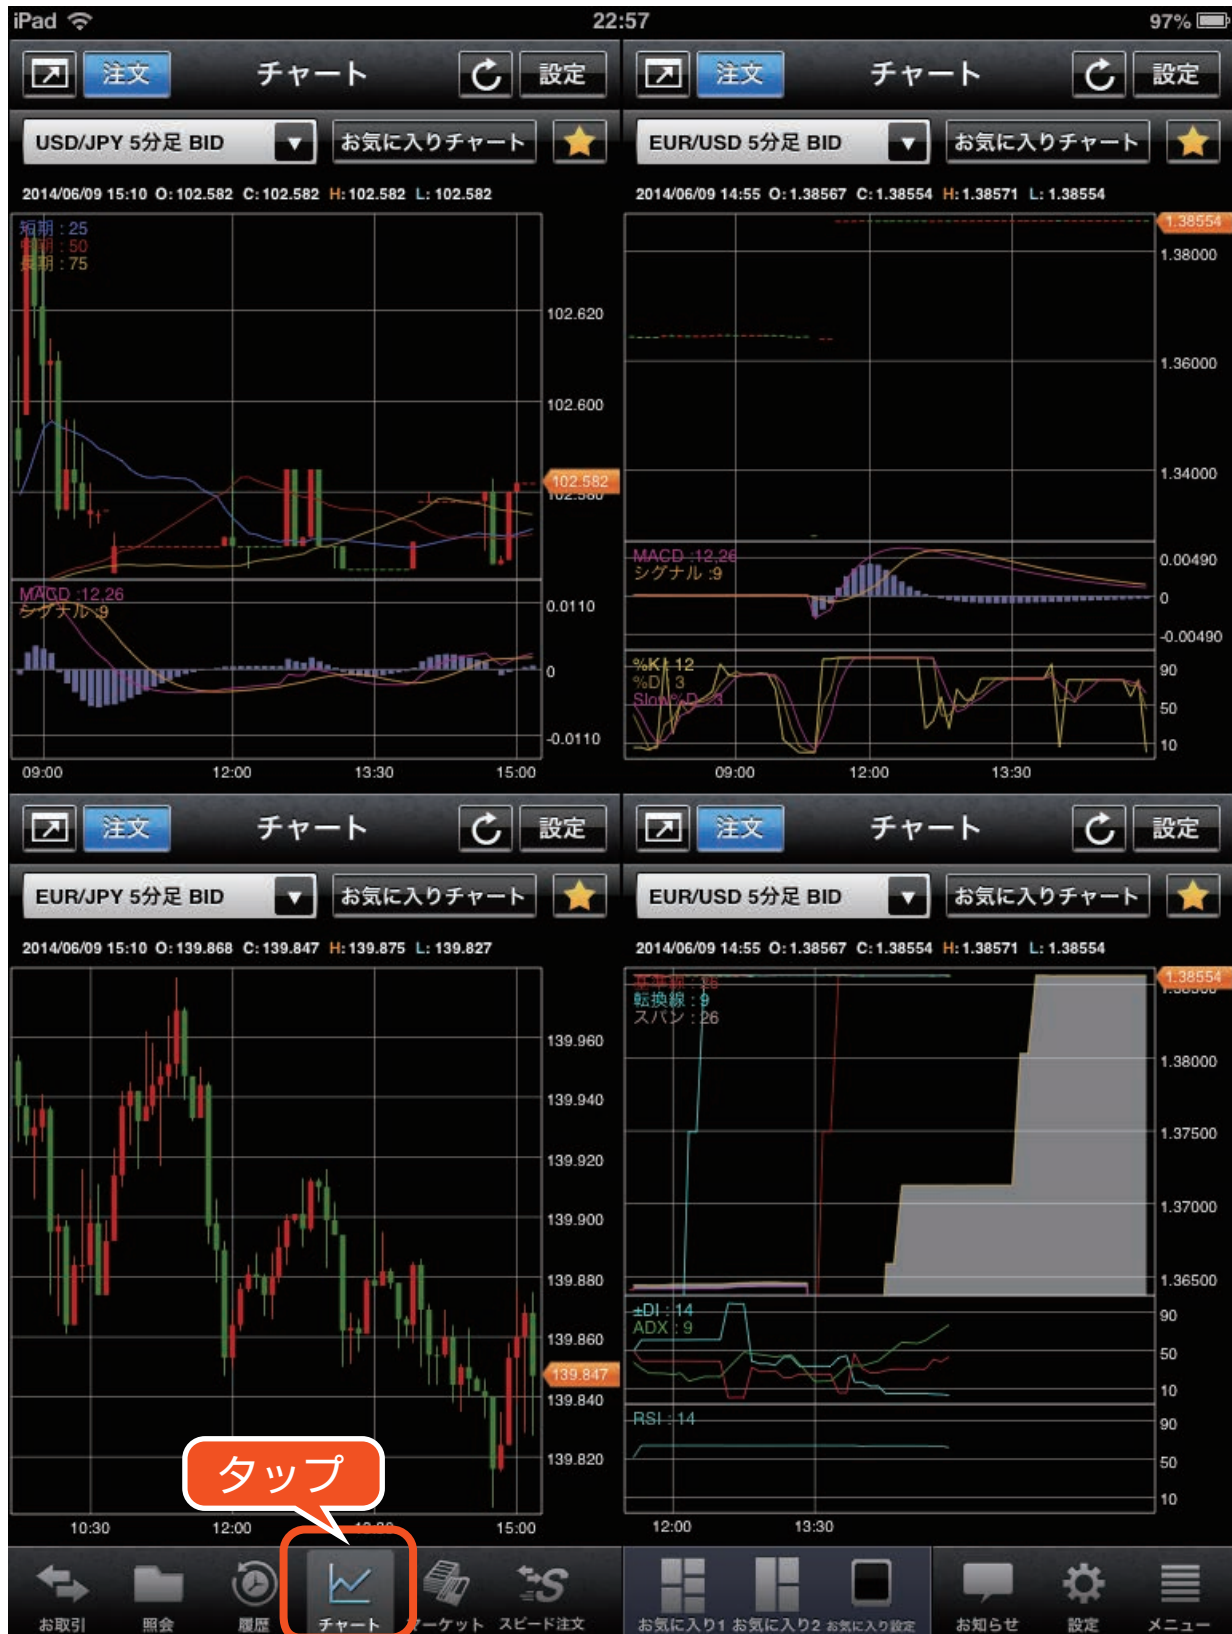 iPad 22:57 97%
注文 チャート 設定
USD/JPY 5分足 BID ▼ お気に入りチャート
2014/06/09 15:10 O:102.582 C:102.582 H:102.582 L:102.582
短期:25
中期:50
長期:75
102.620
102.600
102.582
102.580
MACD:12,26
シグナル:9
0.0110
0
-0.0110
09:00 12:00 13:30 15:00
注文 チャート 設定
EUR/USD 5分足 BID ▼ お気に入りチャート
2014/06/09 14:55 O:1.38567 C:1.38554 H:1.38571 L:1.38554
1.38554
1.38000
1.36000
1.34000
MACD:12,26
シグナル:9
0.00490
0
-0.00490
%K:12
%D:3
Slow%D:3
90
50
10
09:00 12:00 13:30
注文 チャート 設定
EUR/JPY 5分足 BID ▼ お気に入りチャート
2014/06/09 15:10 O:139.868 C:139.847 H:139.875 L:139.827
139.960
139.940
139.920
139.900
139.880
139.860
139.847
139.840
139.820
タップ
10:30 12:00 13:30 15:00
注文 チャート 設定
EUR/USD 5分足 BID ▼ お気に入りチャート
2014/06/09 14:55 O:1.38567 C:1.38554 H:1.38571 L:1.38554
基準線:26
転換線:9
スパン:26
1.38554
1.38500
1.38000
1.37500
1.37000
1.36500
±DI:14
ADX:9
90
50
10
RSI:14
90
50
10
12:00 13:30
お取引 照会 履歴 チャート マーケット スピード注文 お気に入り1 お気に入り2 お気に入り設定 お知らせ 設定 メニュー